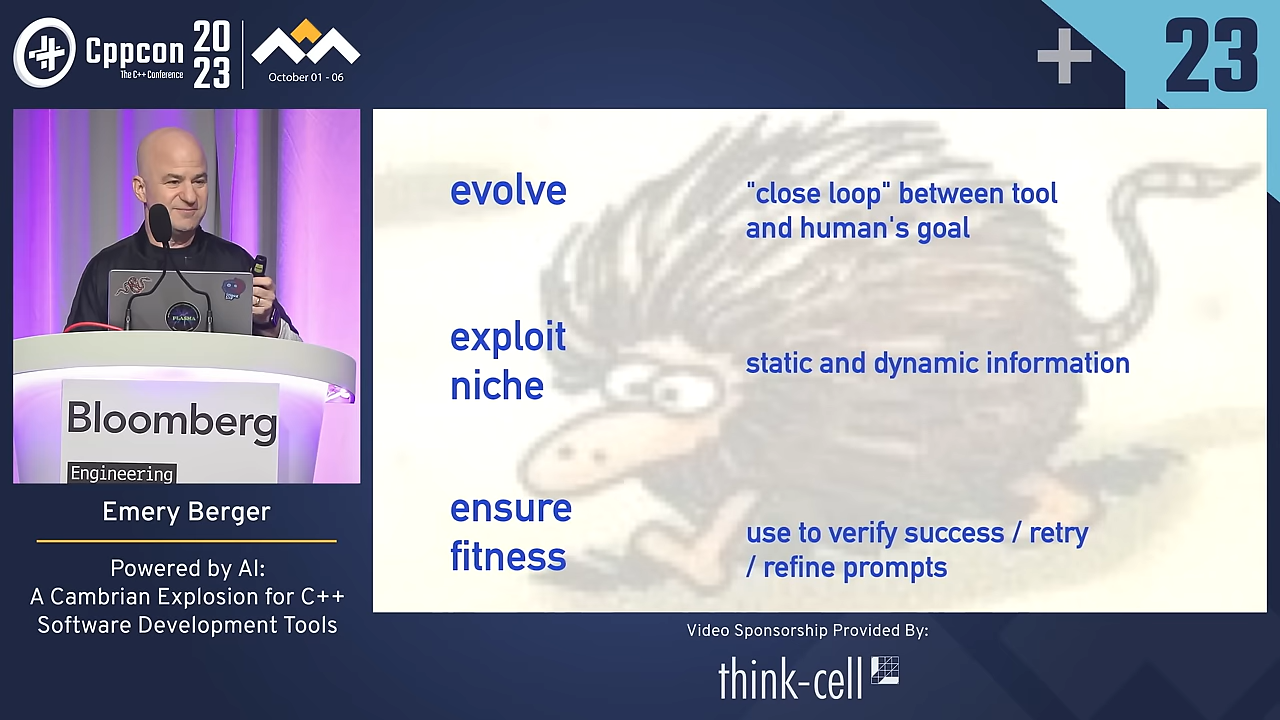 Cppcon
The C++ Conference
20
23
October 01 - 06
23
evolve
"close loop" between tool
and human's goal
exploit
niche
static and dynamic information
ensure
fitness
use to verify success / retry
/ refine prompts
PLASMA
Bloomberg
Engineering
Emery Berger
Powered by AI:
A Cambrian Explosion for C++
Software Development Tools
Video Sponsorship Provided By:
think-cell